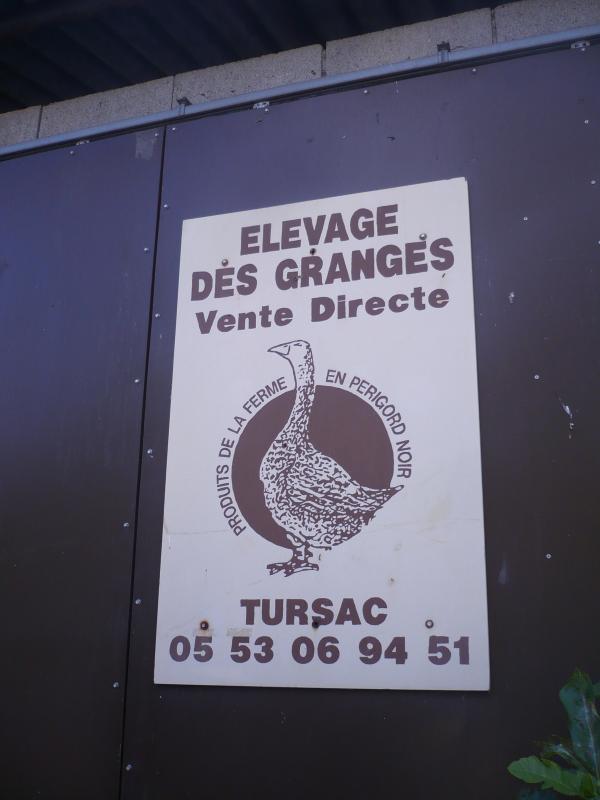 ELEVAGE
DES GRANGES
Vente Directe
PRODUITS DE LA FERME EN PERIGORD NOIR
TURSAC
05 53 06 94 51